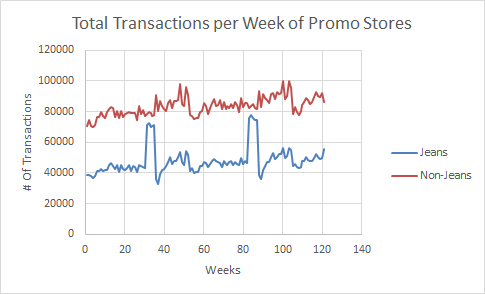 Total Transactions per Week of Promo Stores
120000
100000
80000
60000
40000
20000
0
# Of Transactions
0 20 40 60 80 100 120 140
Weeks
Jeans
Non-Jeans